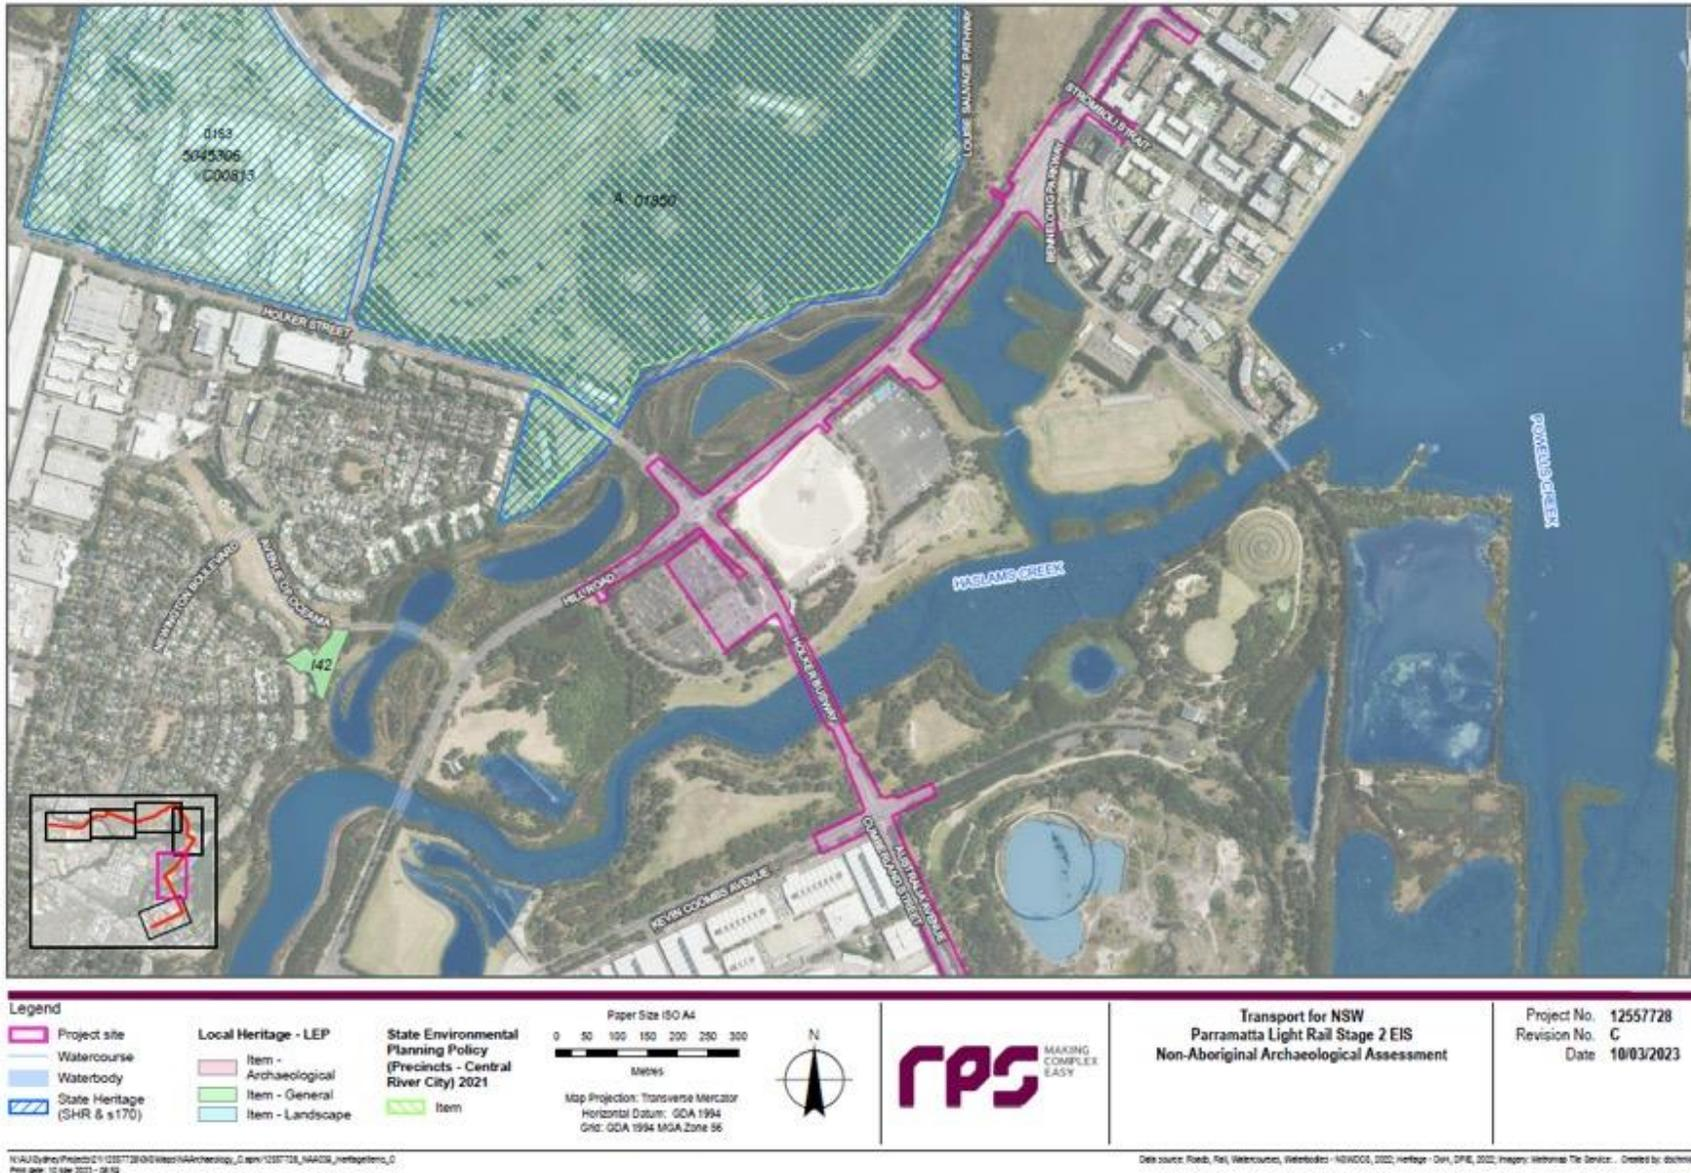 LOUISE SAUVAGE PATHWAY
STROMBOLI STRAIT
BENNELONG PARKWAY
0163
5045306
C00813
A 01850
HOLKER STREET
POWELLS CREEK
NEWINGTON BOULEVARD
AVENUE OF OCEANIA
HILL ROAD
HASLAMS CREEK
I42
HOLKER BUSWAY
KEVIN COOMBS AVENUE
CUMBERLAND STREET
AUSTRALIA AVENUE
Legend
Project site
Watercourse
Waterbody
State Heritage
(SHR & s170)
Local Heritage - LEP
Item -
Archaeological
Item - General
Item - Landscape
State Environmental
Planning Policy
(Precincts - Central
River City) 2021
Item
Paper Size ISO A4
0 50 100 150 200 250 300
Metres
Map Projection: Transverse Mercator
Horizontal Datum: GDA 1994
Grid: GDA 1994 MGA Zone 56
N
rps
MAKING
COMPLEX
EASY
Transport for NSW
Parramatta Light Rail Stage 2 EIS
Non-Aboriginal Archaeological Assessment
Project No. 12557728
Revision No. C
Date 10/03/2023